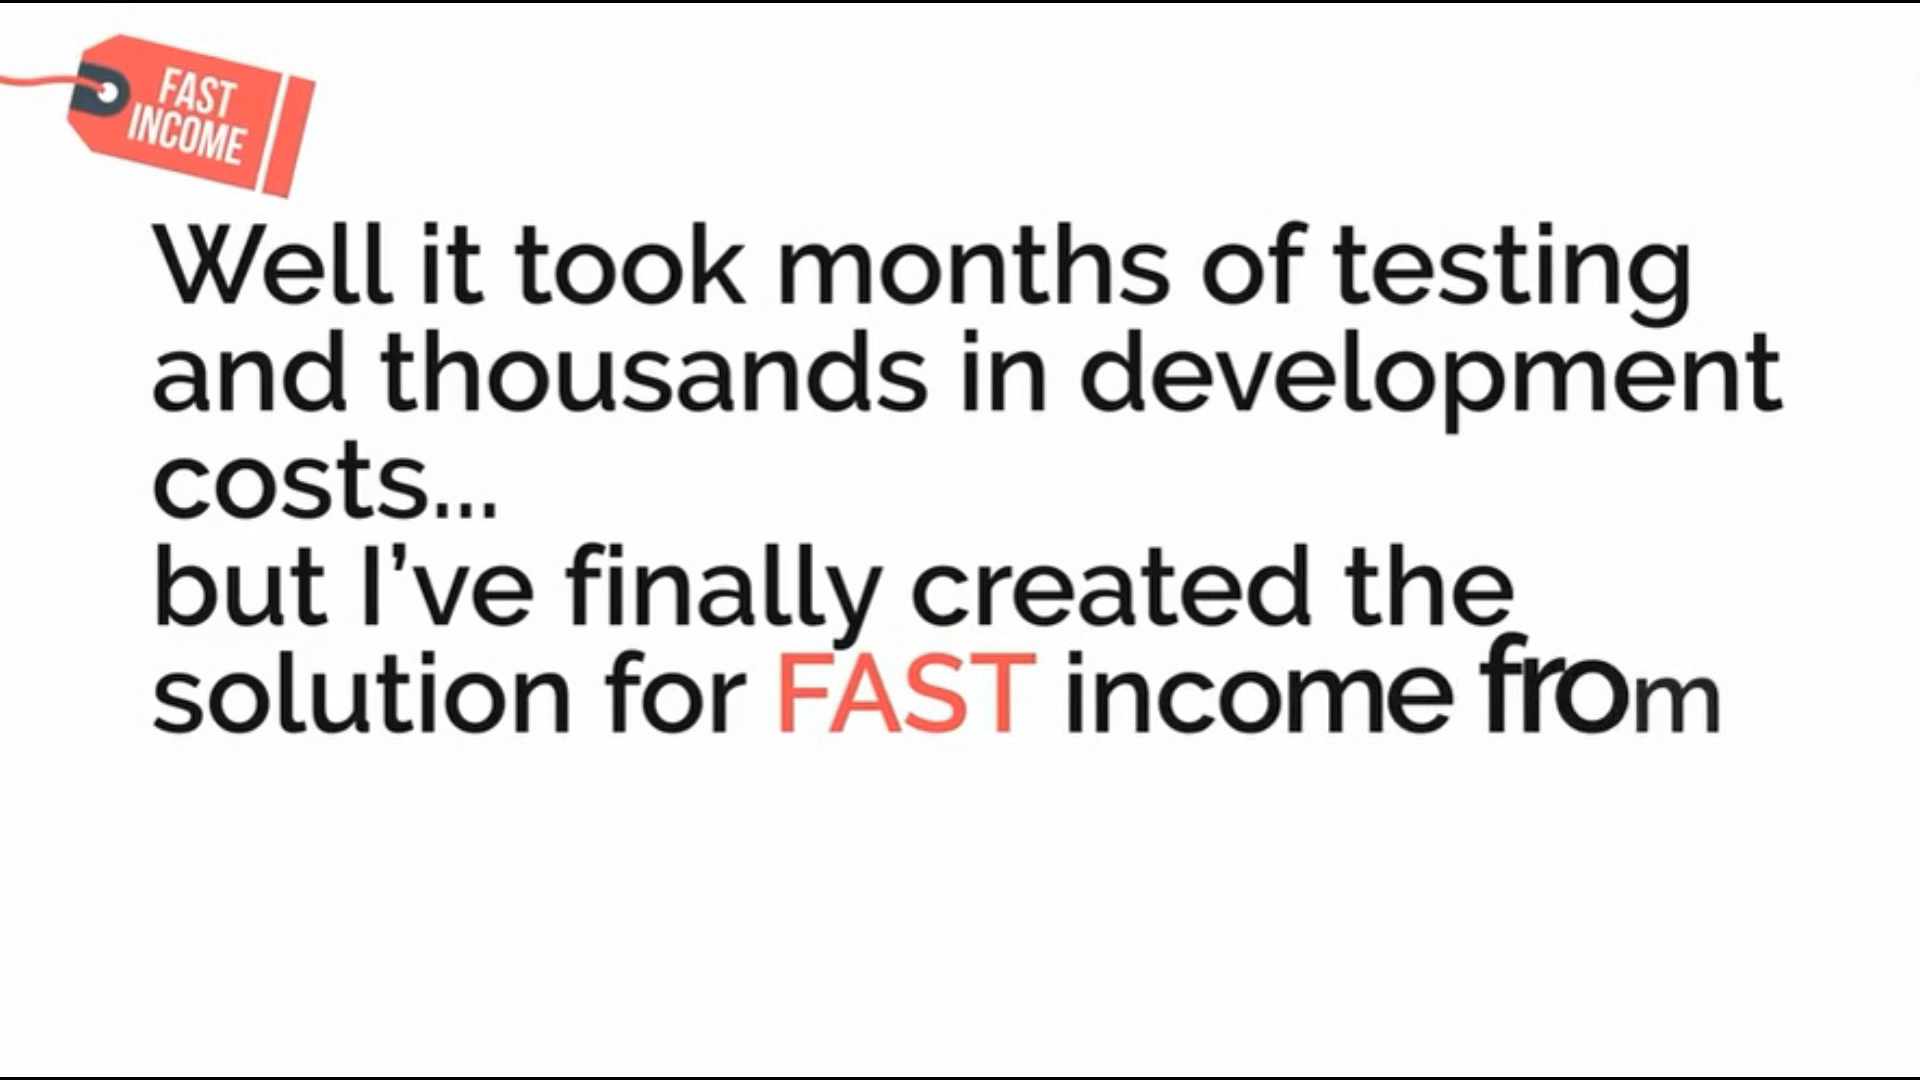 FAST
INCOME
Well it took months of testing
and thousands in development
costs...
but I’ve finally created the
solution for FAST income from